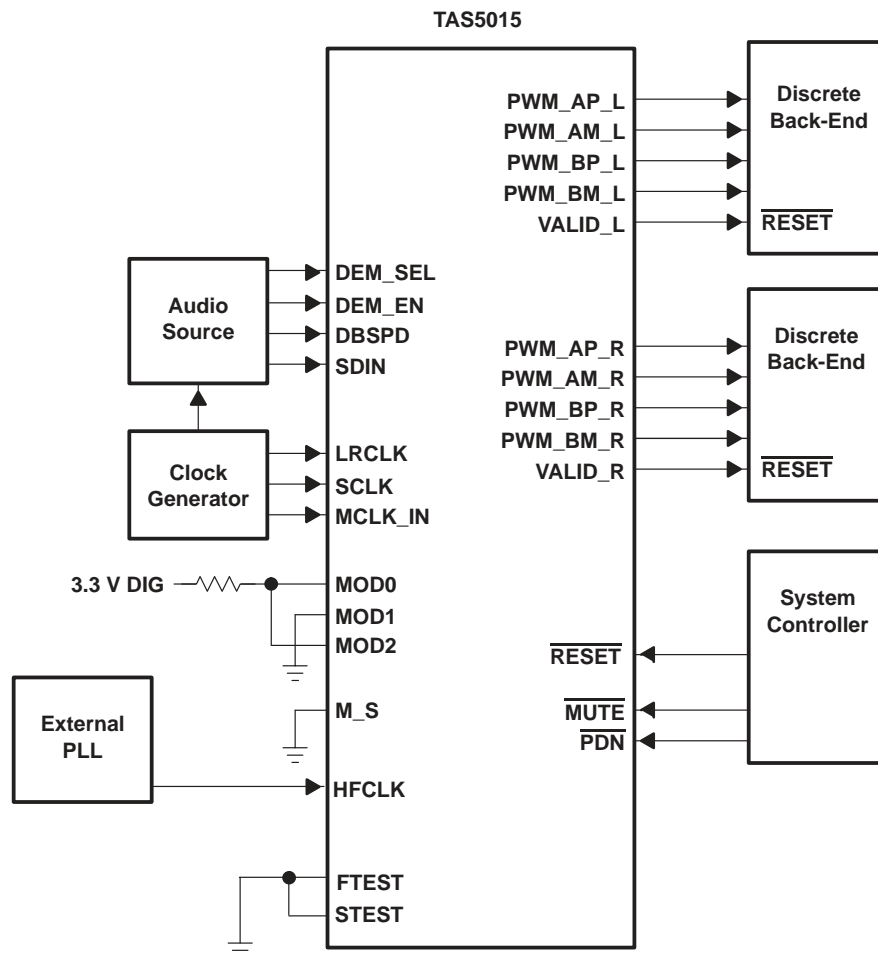 TAS5015
PWM_AP_L
PWM_AM_L
PWM_BP_L
PWM_BM_L
VALID_L
Discrete
Back-End
RESET
DEM_SEL
DEM_EN
DBSPD
SDIN
Audio
Source
PWM_AP_R
PWM_AM_R
PWM_BP_R
PWM_BM_R
VALID_R
Discrete
Back-End
RESET
Clock
Generator
LRCLK
SCLK
MCLK_IN
3.3 V DIG
MOD0
MOD1
MOD2
System
Controller
RESET
MUTE
PDN
M_S
External
PLL
HFCLK
FTEST
STEST